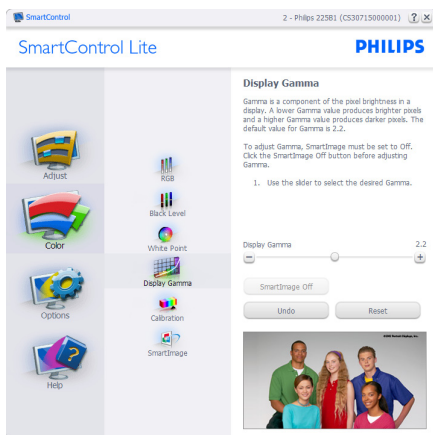 SmartControl
2 - Philips 225B1 (CS30715000001)
?
SmartControl Lite
PHILIPS
Adjust
Color
Options
Help
RGB
Black Level
White Point
Display Gamma
Calibration
SmartImage
Display Gamma
Gamma is a component of the pixel brightness in a
display. A lower Gamma value produces brighter pixels
and a higher Gamma value produces darker pixels. The
default value for Gamma is 2.2.
To adjust Gamma, SmartImage must be set to Off.
Click the SmartImage Off button before adjusting
Gamma.
1. Use the slider to select the desired Gamma.
Display Gamma 2.2
SmartImage Off
Undo Reset